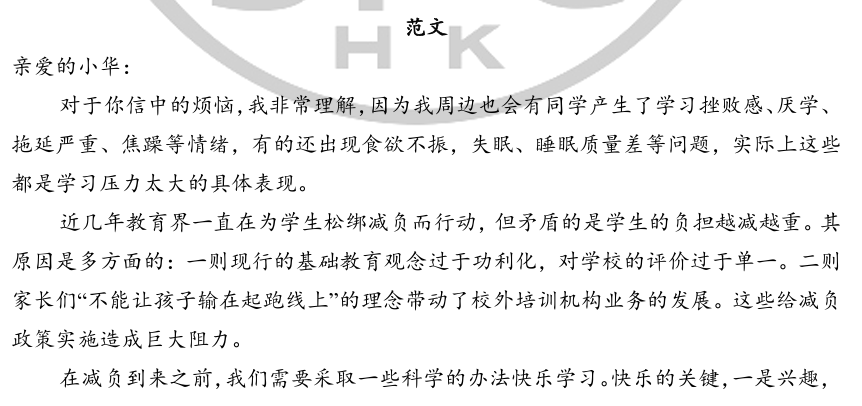 范文
HK
亲爱的小华：
对于你信中的烦恼，我非常理解，因为我周边也会有同学产生了学习挫败感、厌学、
拖延严重、焦躁等情绪，有的还出现食欲不振，失眠、睡眠质量差等问题，实际上这些
都是学习压力太大的具体表现。
近几年教育界一直在为学生松绑减负而行动，但矛盾的是学生的负担越减越重。其
原因是多方面的：一则现行的基础教育观念过于功利化，对学校的评价过于单一。二则
家长们“不能让孩子输在起跑线上”的理念带动了校外培训机构业务的发展。这些给减负
政策实施造成巨大阻力。
在减负到来之前，我们需要采取一些科学的办法快乐学习。快乐的关键，一是兴趣，